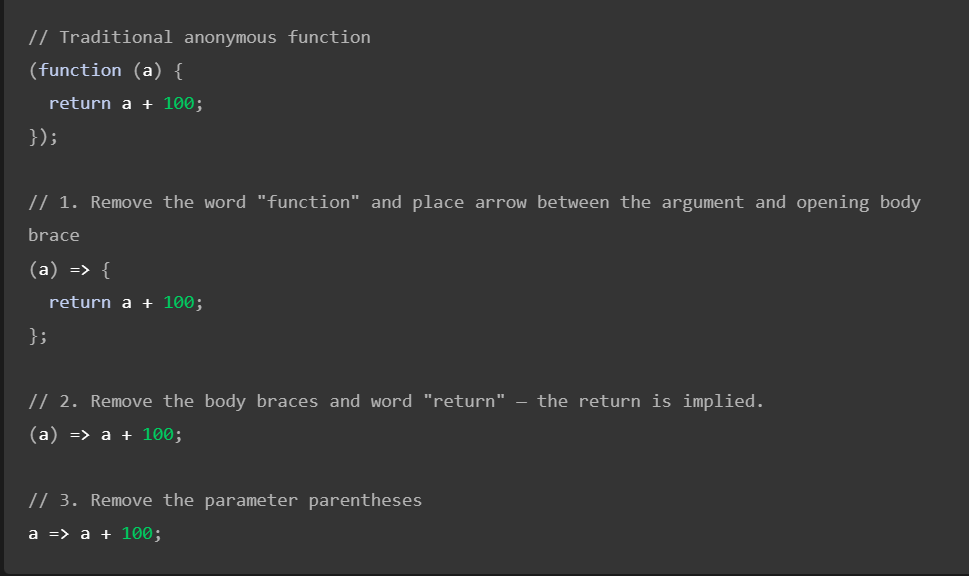 // Traditional anonymous function
(function (a) {
  return a + 100;
});

// 1. Remove the word "function" and place arrow between the argument and opening body
brace
(a) => {
  return a + 100;
};

// 2. Remove the body braces and word "return" — the return is implied.
(a) => a + 100;

// 3. Remove the parameter parentheses
a => a + 100;